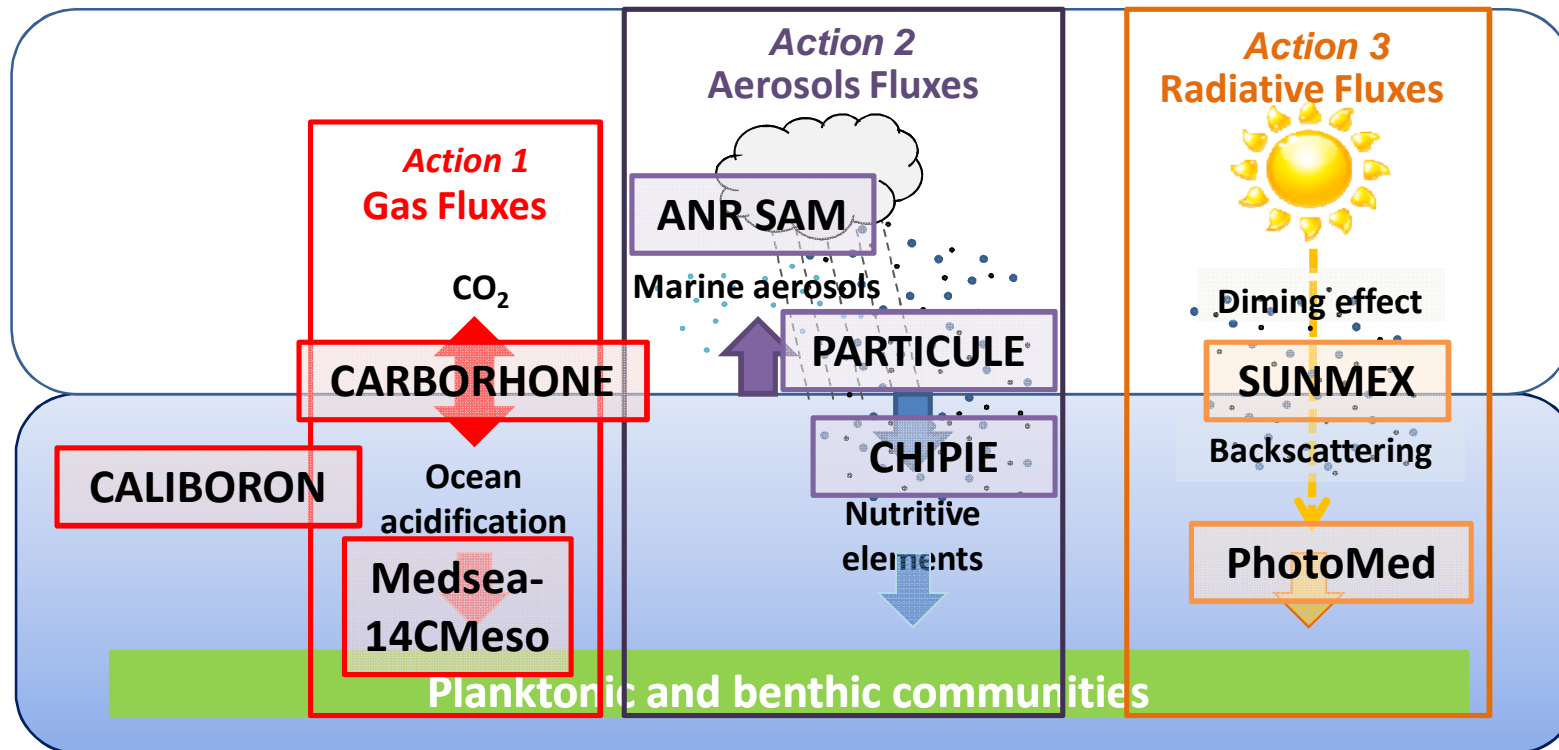 Action 1
Gas Fluxes
CO₂
CARBORHONE
CALIBORON
Ocean
acidification
Medsea-
14CMeso
Action 2
Aerosols Fluxes
ANR SAM
Marine aerosols
PARTICULE
CHIPIE
Nutritive
elements
Action 3
Radiative Fluxes
Diming effect
SUNMEX
Backscattering
PhotoMed
Planktonic and benthic communities